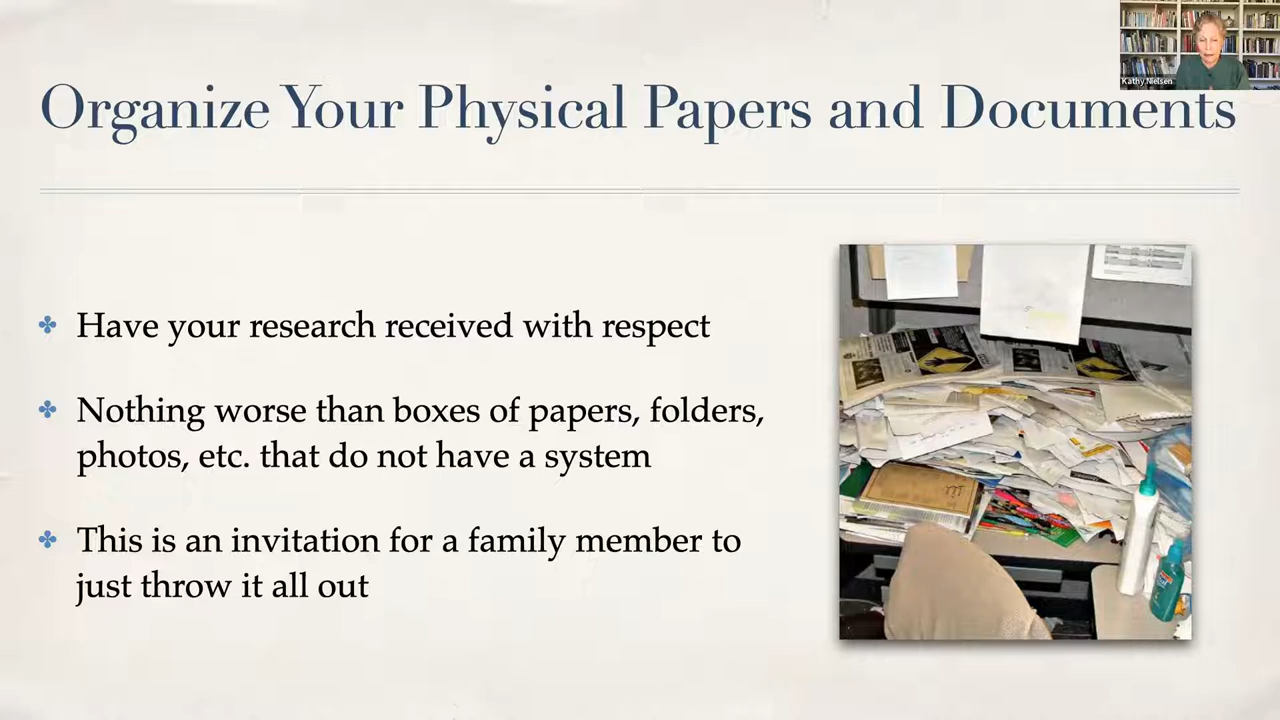 Kathy Nielsen
Organize Your Physical Papers and Documents
Have your research received with respect
Nothing worse than boxes of papers, folders,
photos, etc. that do not have a system
This is an invitation for a family member to
just throw it all out